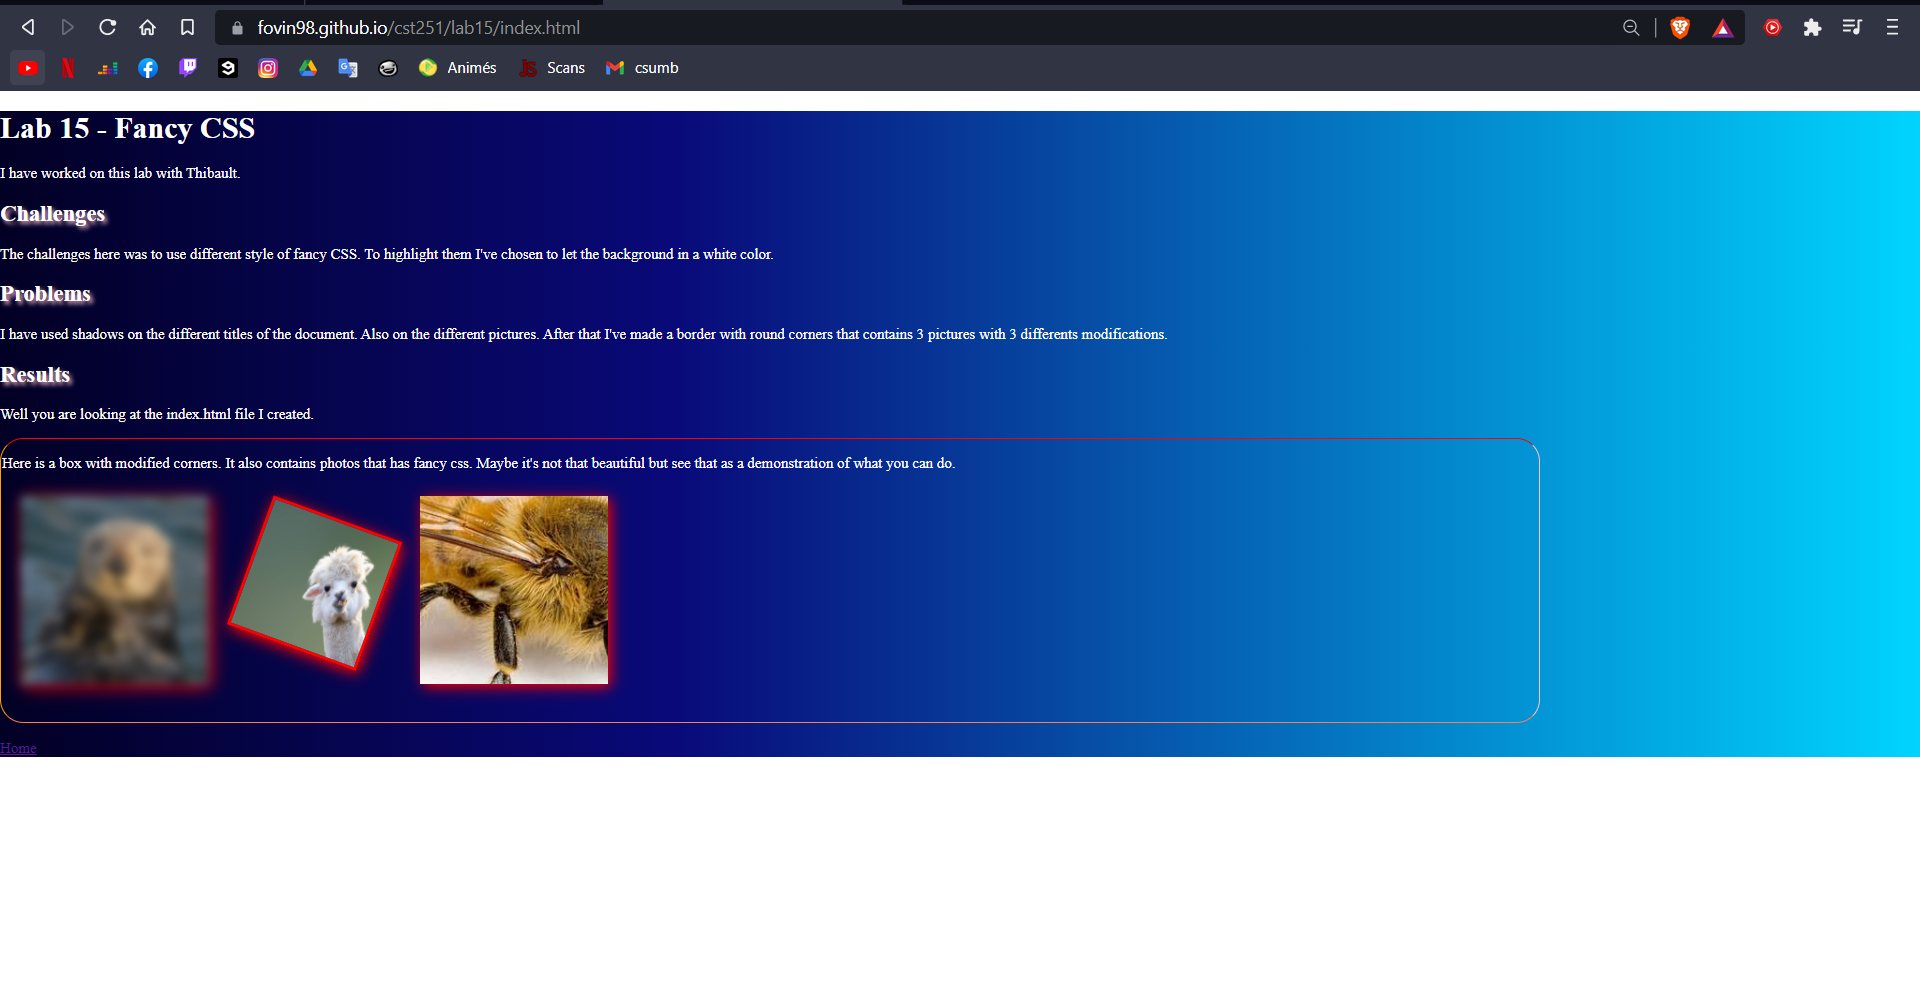 fovin98.github.io/cst251/lab15/index.html
Animés Scans csumb
Lab 15 - Fancy CSS
I have worked on this lab with Thibault.
Challenges
The challenges here was to use different style of fancy CSS. To highlight them I've chosen to let the background in a white color.
Problems
I have used shadows on the different titles of the document. Also on the different pictures. After that I've made a border with round corners that contains 3 pictures with 3 differents modifications.
Results
Well you are looking at the index.html file I created.
Here is a box with modified corners. It also contains photos that has fancy css. Maybe it's not that beautiful but see that as a demonstration of what you can do.
Home